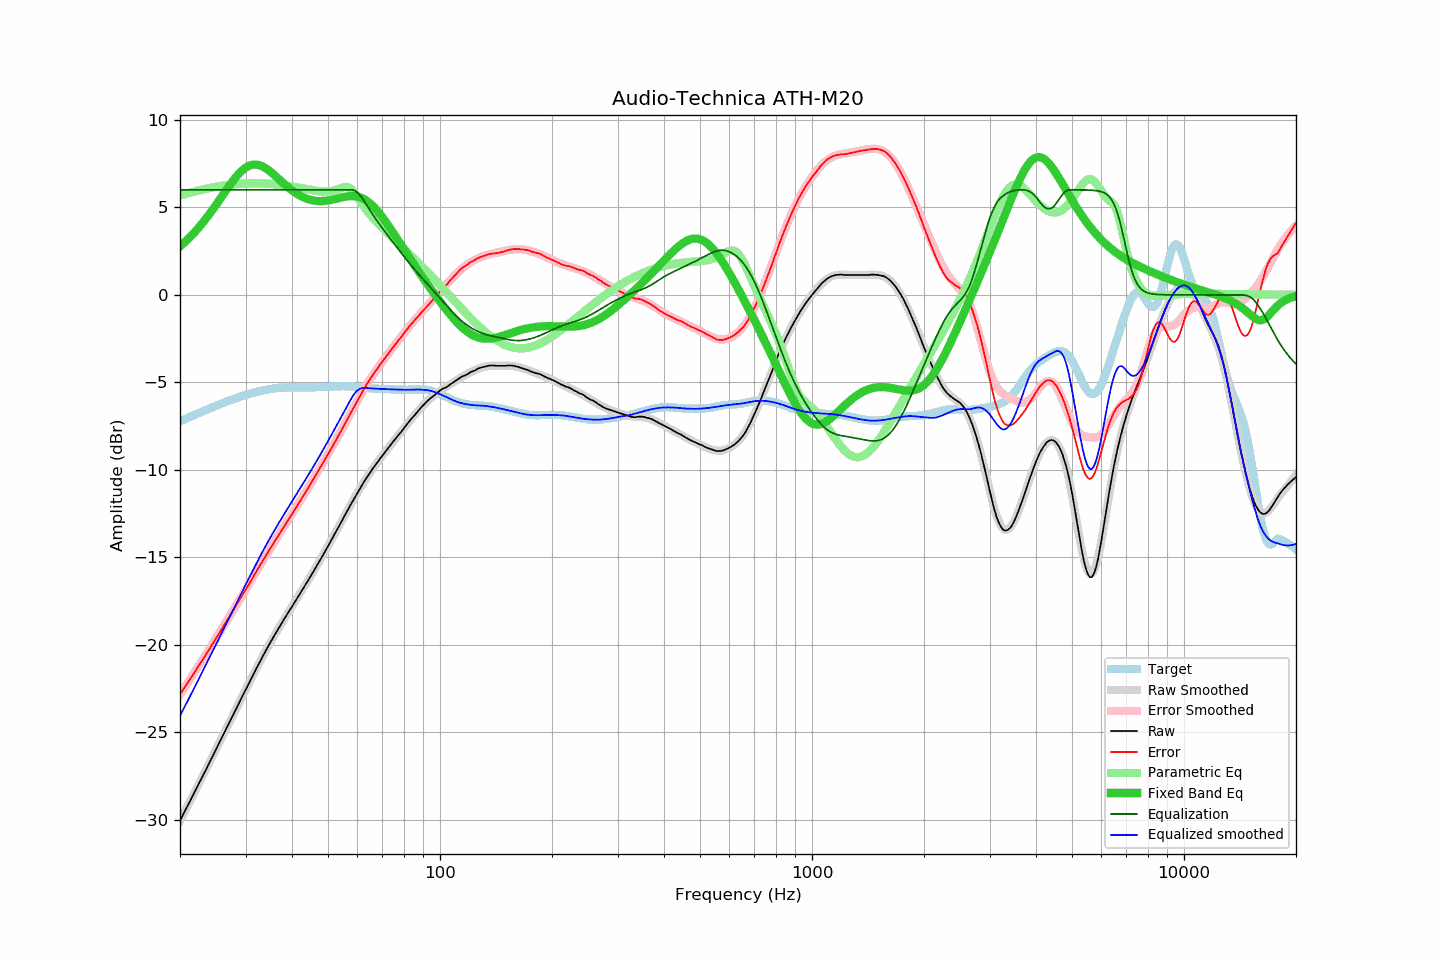 Audio-Technica ATH-M20
Amplitude (dBr)
10
5
0
−5
−10
−15
−20
−25
−30
100
1000
10000
Frequency (Hz)
Target
Raw Smoothed
Error Smoothed
Raw
Error
Parametric Eq
Fixed Band Eq
Equalization
Equalized smoothed